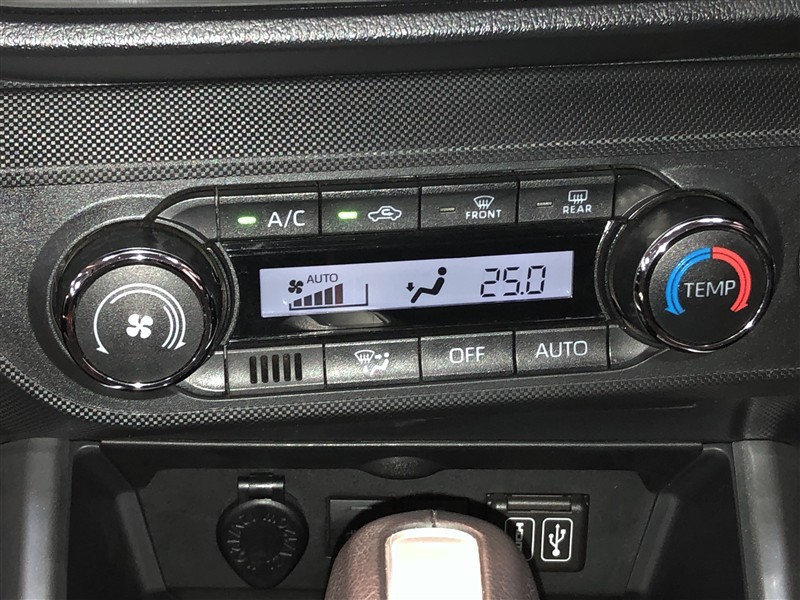 A/C
FRONT
REAR
AUTO
25.0
TEMP
OFF
AUTO